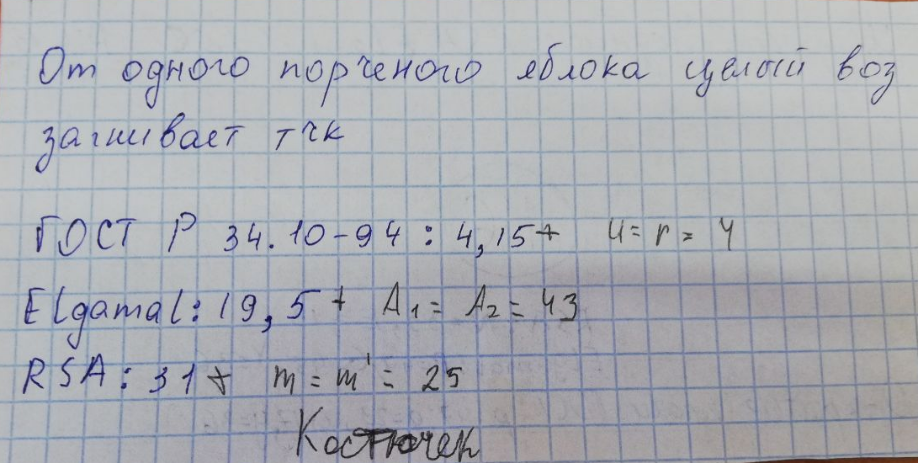 От одного порченого яблока целый воз
загнивает тчк
ГОСТ Р 34.10-94 : 4,15+ u = r = 4
Elgamal: 19,5 + A1 = A2 = 43
RSA: 31 + m = m' = 25